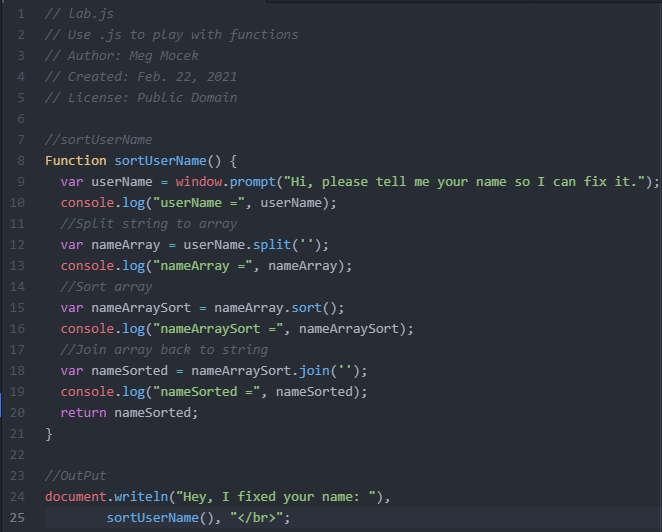 1 // lab.js
2 // Use .js to play with functions
3 // Author: Meg Mocek
4 // Created: Feb. 22, 2021
5 // License: Public Domain
6
7 //sortUserName
8 Function sortUserName() {
9 var userName = window.prompt("Hi, please tell me your name so I can fix it.");
10 console.log("userName =", userName);
11 //Split string to array
12 var nameArray = userName.split('');
13 console.log("nameArray =", nameArray);
14 //Sort array
15 var nameArraySort = nameArray.sort();
16 console.log("nameArraySort =", nameArraySort);
17 //Join array back to string
18 var nameSorted = nameArraySort.join('');
19 console.log("nameSorted =", nameSorted);
20 return nameSorted;
21 }
22
23 //OutPut
24 document.writeln("Hey, I fixed your name: "),
25 sortUserName(), "</br>";